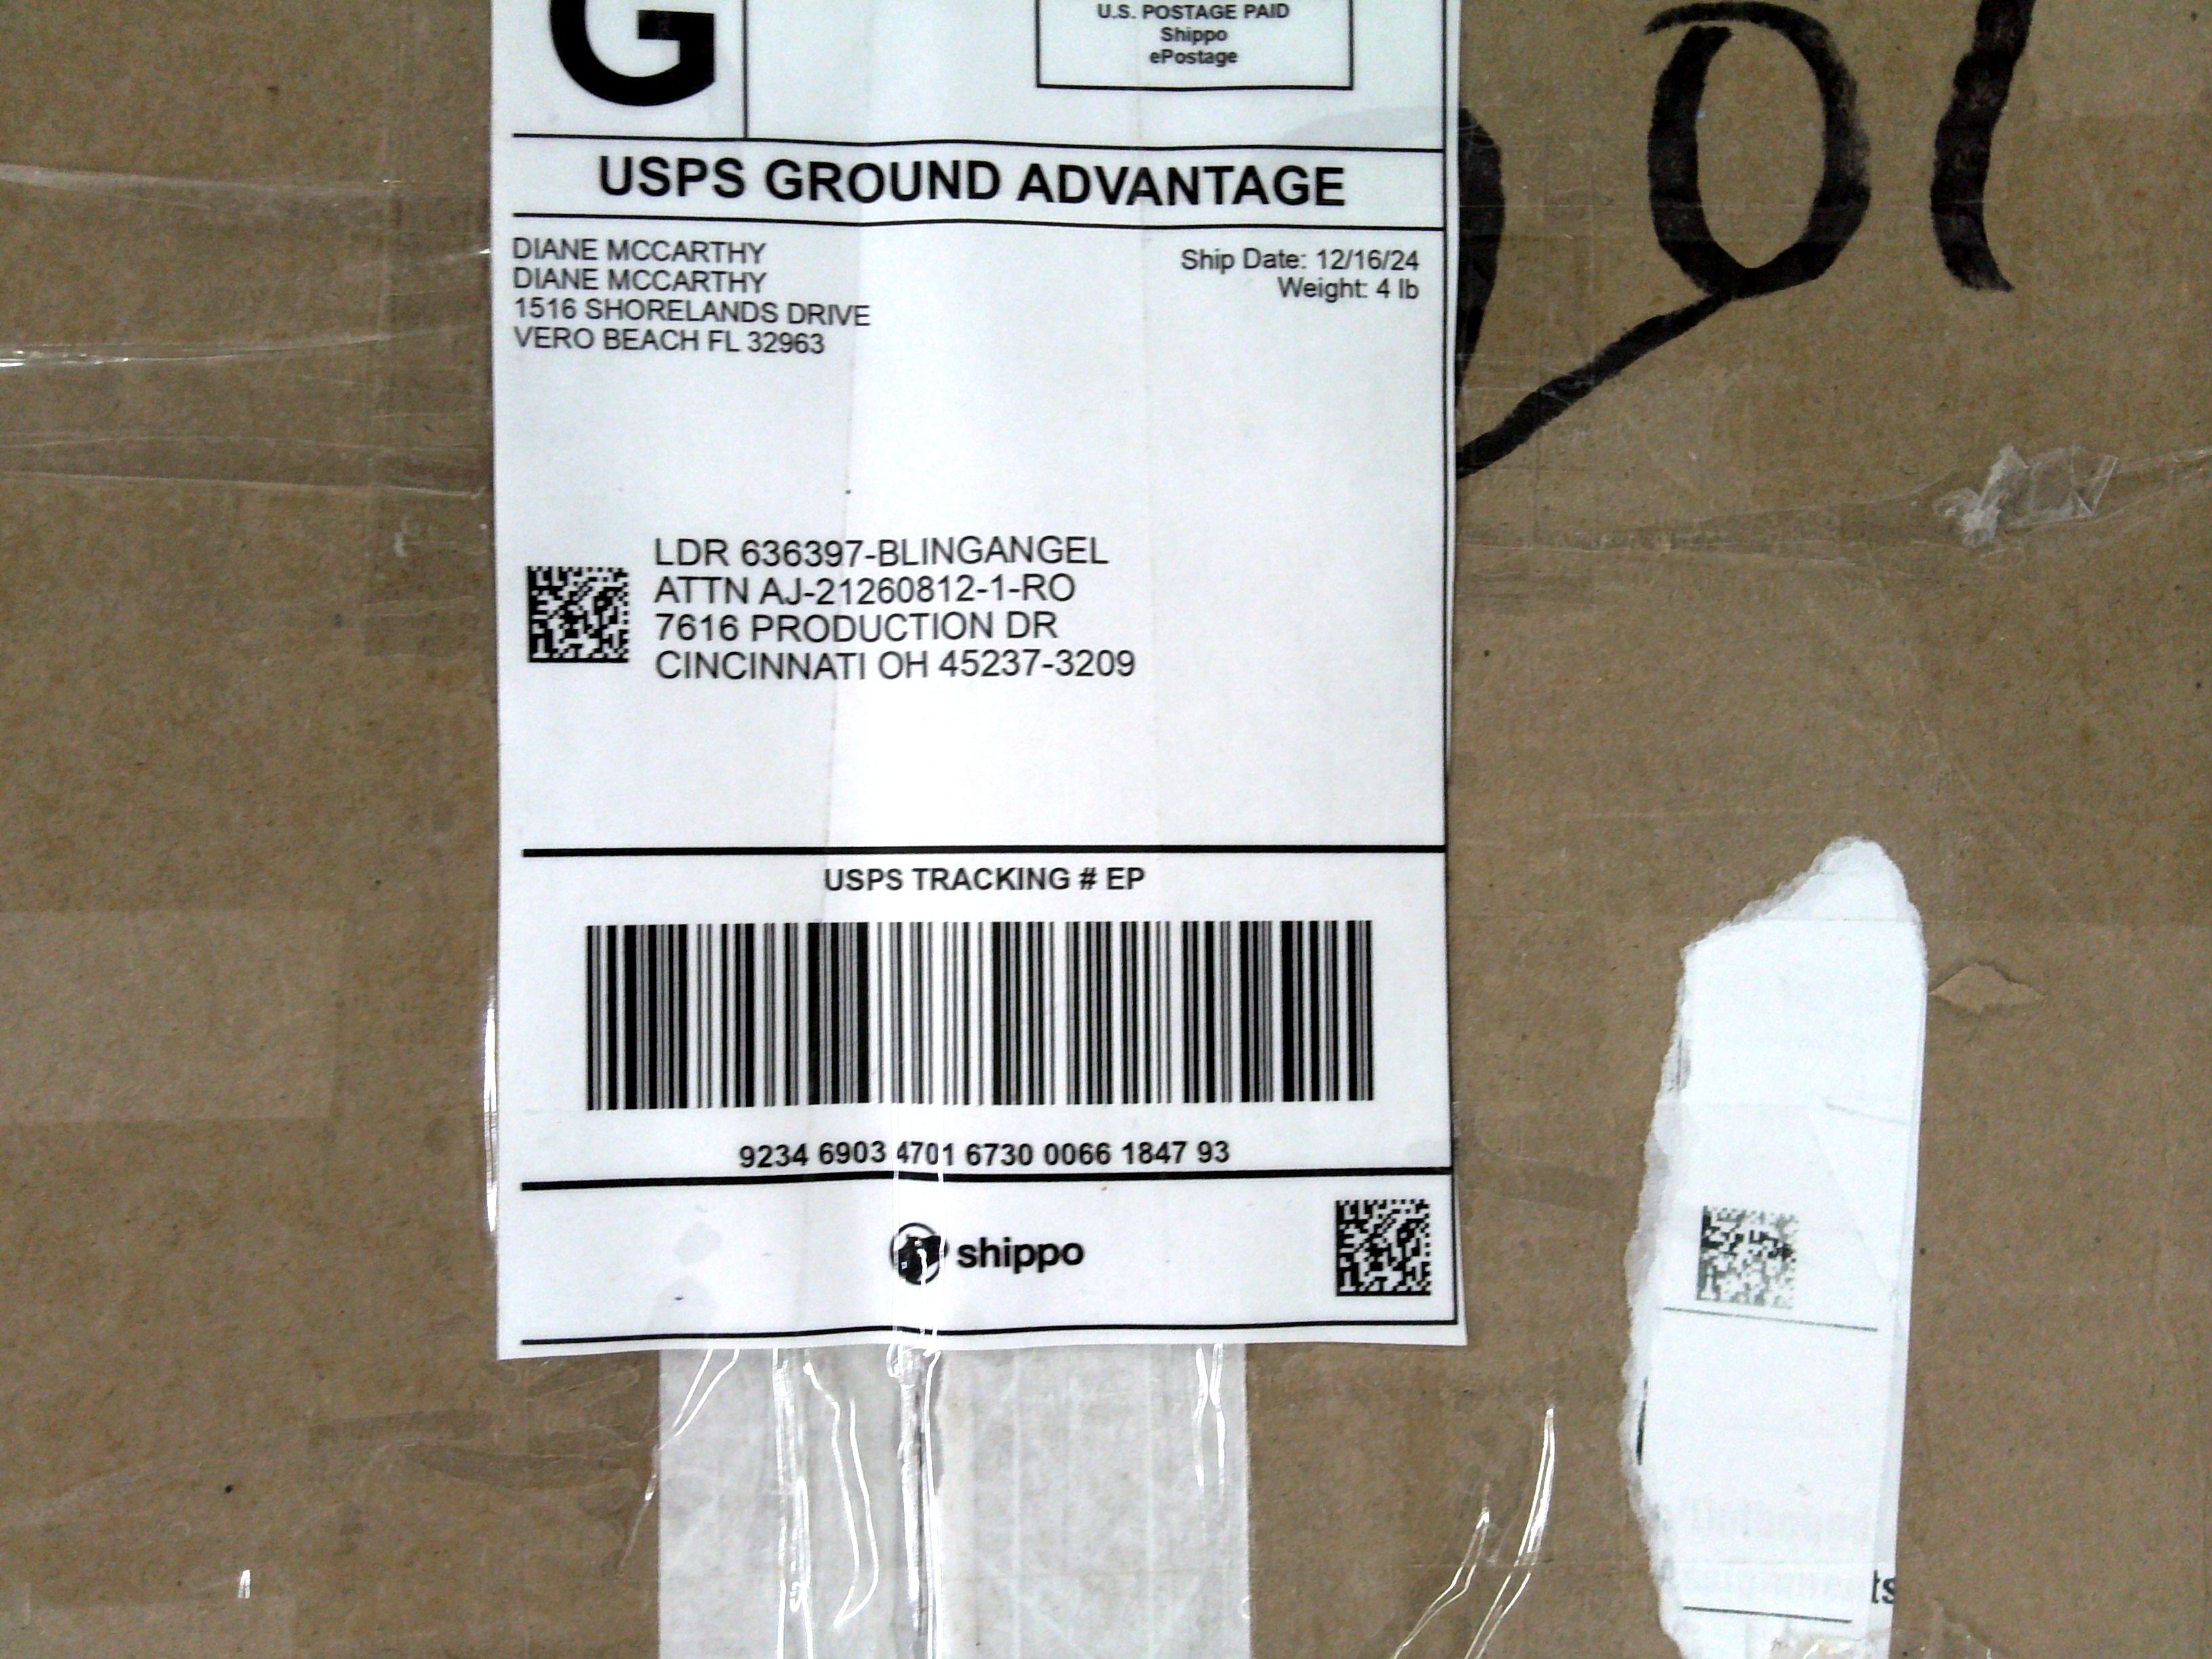 G
U.S. POSTAGE PAID
Shippo
ePostage
USPS GROUND ADVANTAGE
DIANE MCCARTHY
DIANE MCCARTHY
1516 SHORELANDS DRIVE
VERO BEACH FL 32963
Ship Date: 12/16/24
Weight: 4 lb
LDR 636397-BLINGANGEL
ATTN AJ-21260812-1-RO
7616 PRODUCTION DR
CINCINNATI OH 45237-3209
USPS TRACKING # EP
9234 6903 4701 6730 0066 1847 93
shippo
ts